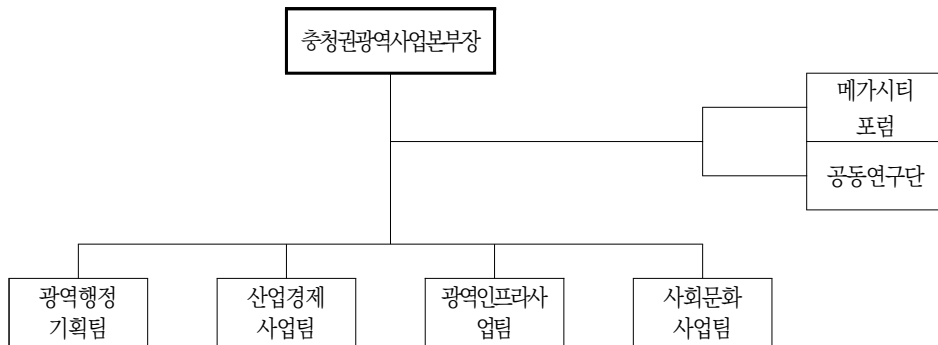 충청권광역사업본부장
메가시티
포럼
공동연구단
광역행정
기획팀
산업경제
사업팀
광역인프라사
업팀
사회문화
사업팀